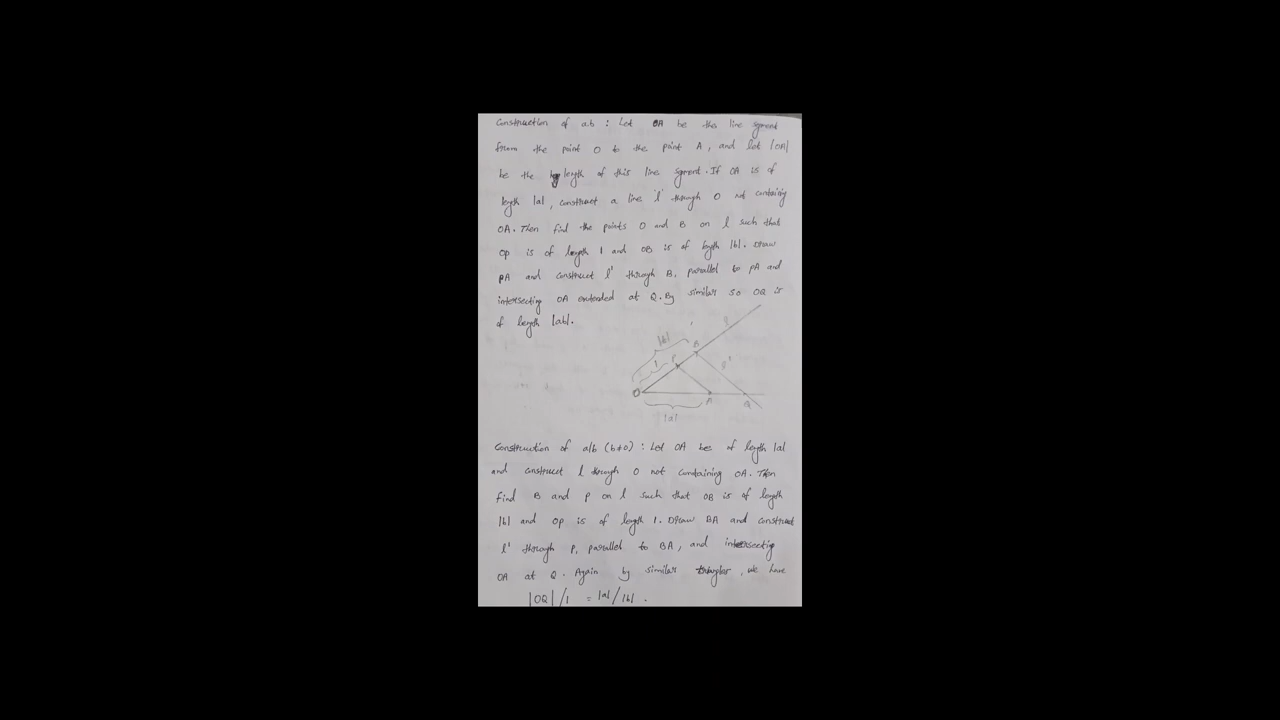 Construction of ab : Let OA be this line sgment
from the point O to the point A, and let |OA|
be the length of this line sgment. If OA is of
length |a|, construct a line 'l' through O not containing
OA. Then find the points O and B on l such that
OP is of length 1 and OB is of length |b|. Draw
PA and construct l' through B, parallel to PA and
intersecting OA extended at Q. By similar so OQ is
of length |ab|.
l
|b|
B
1
P
l'
O
A
Q
|a|
Construction of a/b (b≠0) : Let OA be of length |a|
and construct l through O not containing OA. Then
find B and P on l such that OB is of length
|b| and OP is of length 1. Draw BA and construct
l' through P, parallel to BA, and intersecting
OA at Q. Again by similar triangles, we have
|OQ|/1 = |a|/|b|.